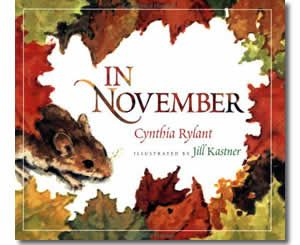 IN
NOVEMBER
Cynthia Rylant
ILLUSTRATED BY Jill Kastner